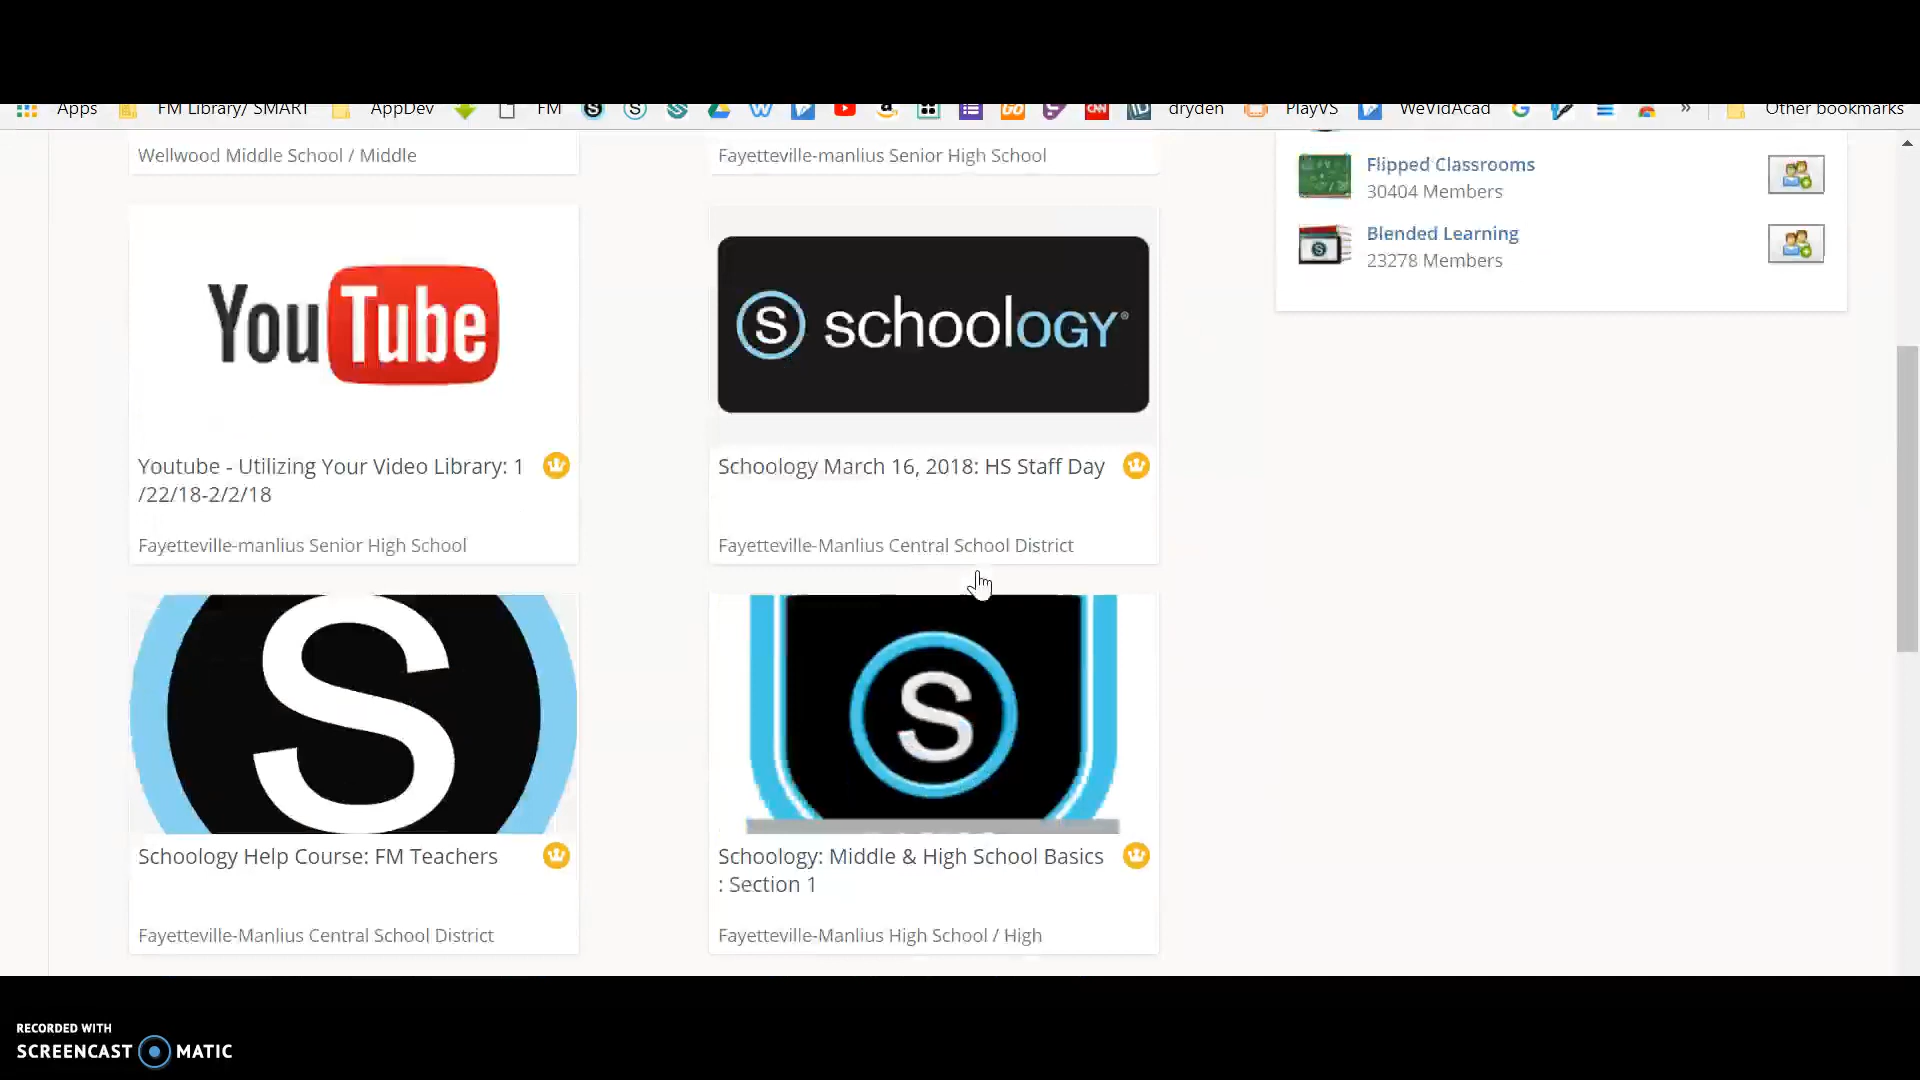 Apps FM Library/ SMART AppDev FM dryden PlayVS WeVidAcad Other bookmarks
Wellwood Middle School / Middle
Fayetteville-manlius Senior High School
Flipped Classrooms
30404 Members
Blended Learning
23278 Members
YouTube
S schoology®
Youtube - Utilizing Your Video Library: 1
/22/18-2/2/18
Fayetteville-manlius Senior High School
Schoology March 16, 2018: HS Staff Day
Fayetteville-Manlius Central School District
S
S
Schoology Help Course: FM Teachers
Fayetteville-Manlius Central School District
Schoology: Middle & High School Basics
: Section 1
Fayetteville-Manlius High School / High
RECORDED WITH
SCREENCAST MATIC